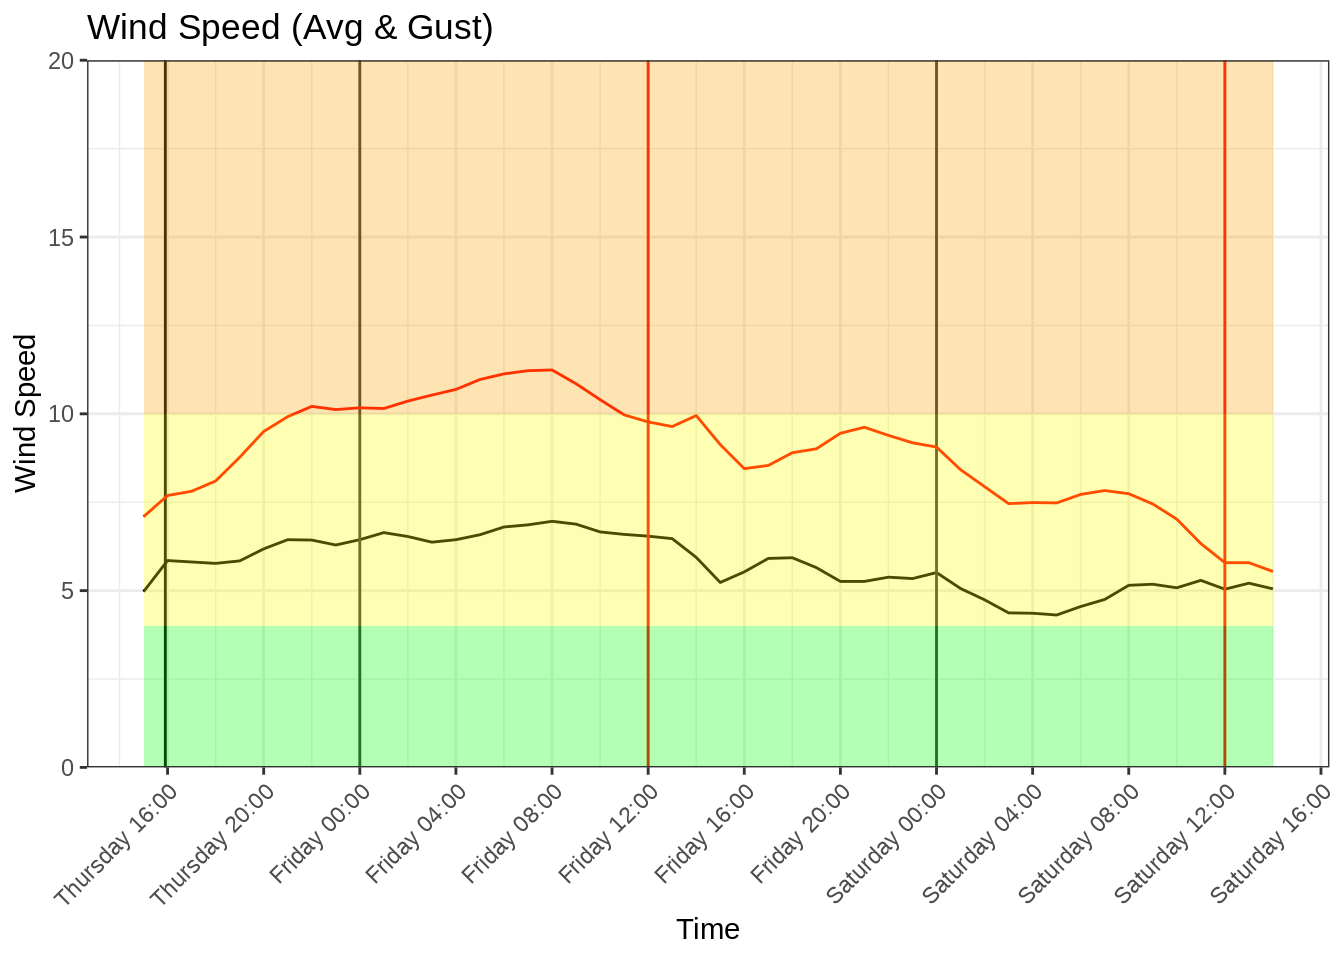 Wind Speed (Avg & Gust)
20
15
10
5
0
Wind Speed
Thursday 16:00
Thursday 20:00
Friday 00:00
Friday 04:00
Friday 08:00
Friday 12:00
Friday 16:00
Friday 20:00
Saturday 00:00
Saturday 04:00
Saturday 08:00
Saturday 12:00
Saturday 16:00
Time